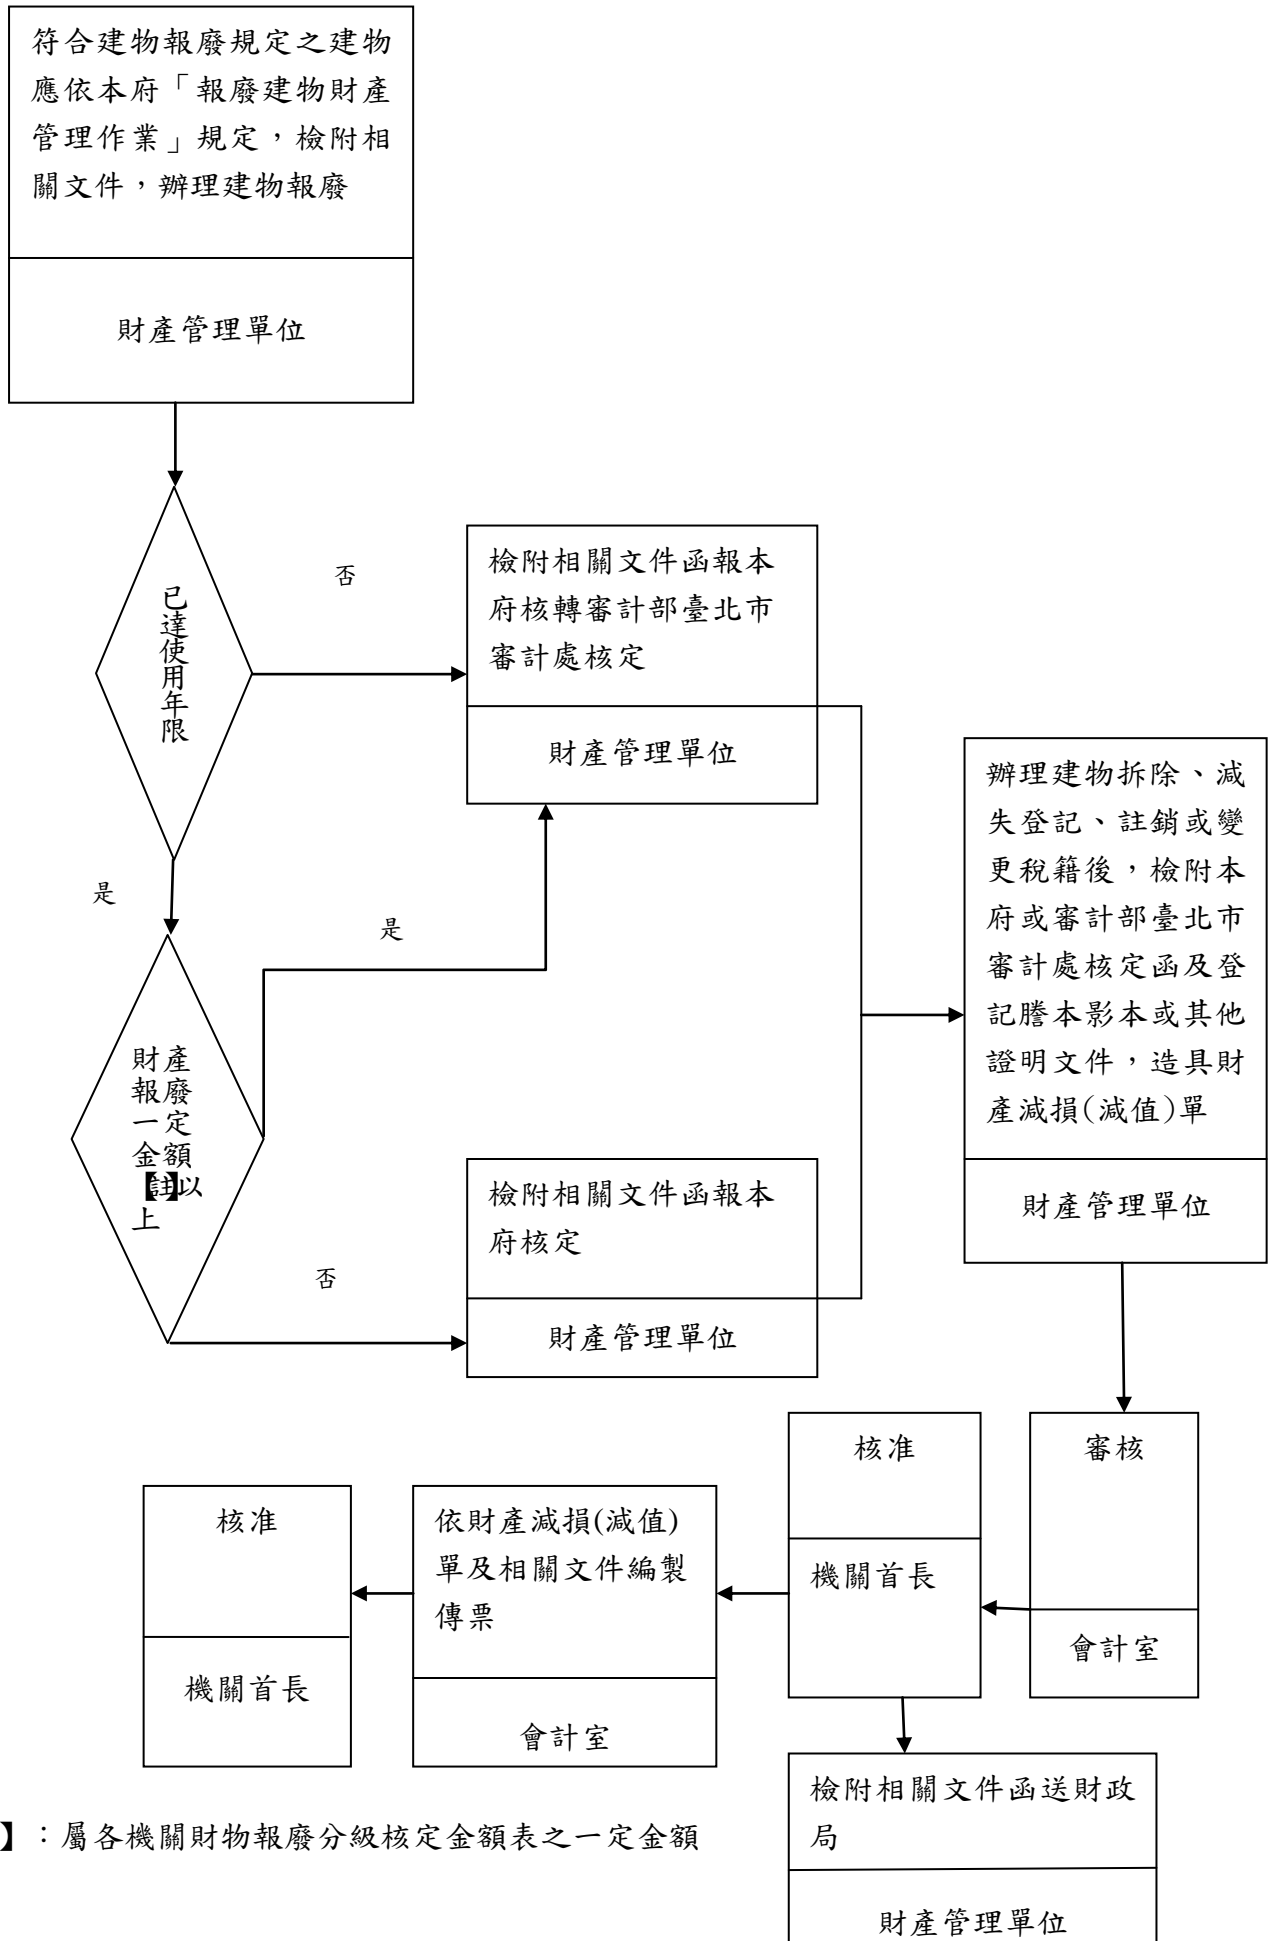 符合建物報廢規定之建物
應依本府「報廢建物財產
管理作業」規定，檢附相
關文件，辦理建物報廢
財產管理單位
已達使用年限
否
是
檢附相關文件函報本
府核轉審計部臺北市
審計處核定
財產管理單位
財產
報廢
一定
金額
【註】以
上
是
否
檢附相關文件函報本
府核定
財產管理單位
辦理建物拆除、滅
失登記、註銷或變
更稅籍後，檢附本
府或審計部臺北市
審計處核定函及登
記謄本影本或其他
證明文件，造具財
產減損(減值)單
財產管理單位
審核
會計室
核准
機關首長
依財產減損(減值)
單及相關文件編製
傳票
會計室
核准
機關首長
檢附相關文件函送財政
局
財產管理單位
】：屬各機關財物報廢分級核定金額表之一定金額